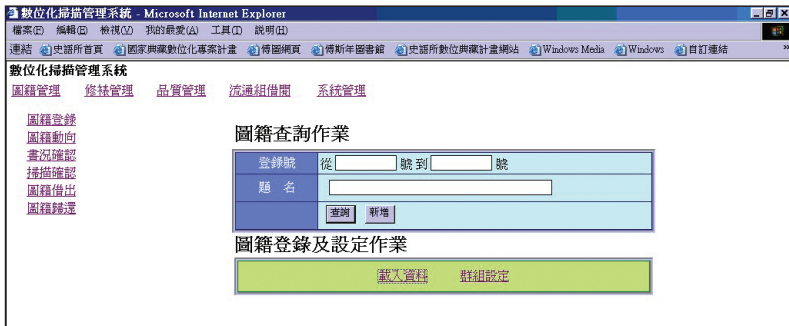 數位化掃描管理系統 - Microsoft Internet Explorer
檔案(F) 編輯(E) 檢視(V) 我的最愛(A) 工具(T) 說明(H)
連結 史語所首頁 國家典藏數位化專案計畫 傅圖網頁 傅斯年圖書館 史語所數位典藏計畫網站 Windows Media Windows 自訂連結 »
數位化掃描管理系統
圖籍管理 修裱管理 品質管理 流通組借閱 系統管理
圖籍登錄
圖籍動向
書況確認
掃描確認
圖籍借出
圖籍歸還
圖籍查詢作業
登錄號 從 號 到 號
題 名
查詢 新增
圖籍登錄及設定作業
載入資料 群組設定